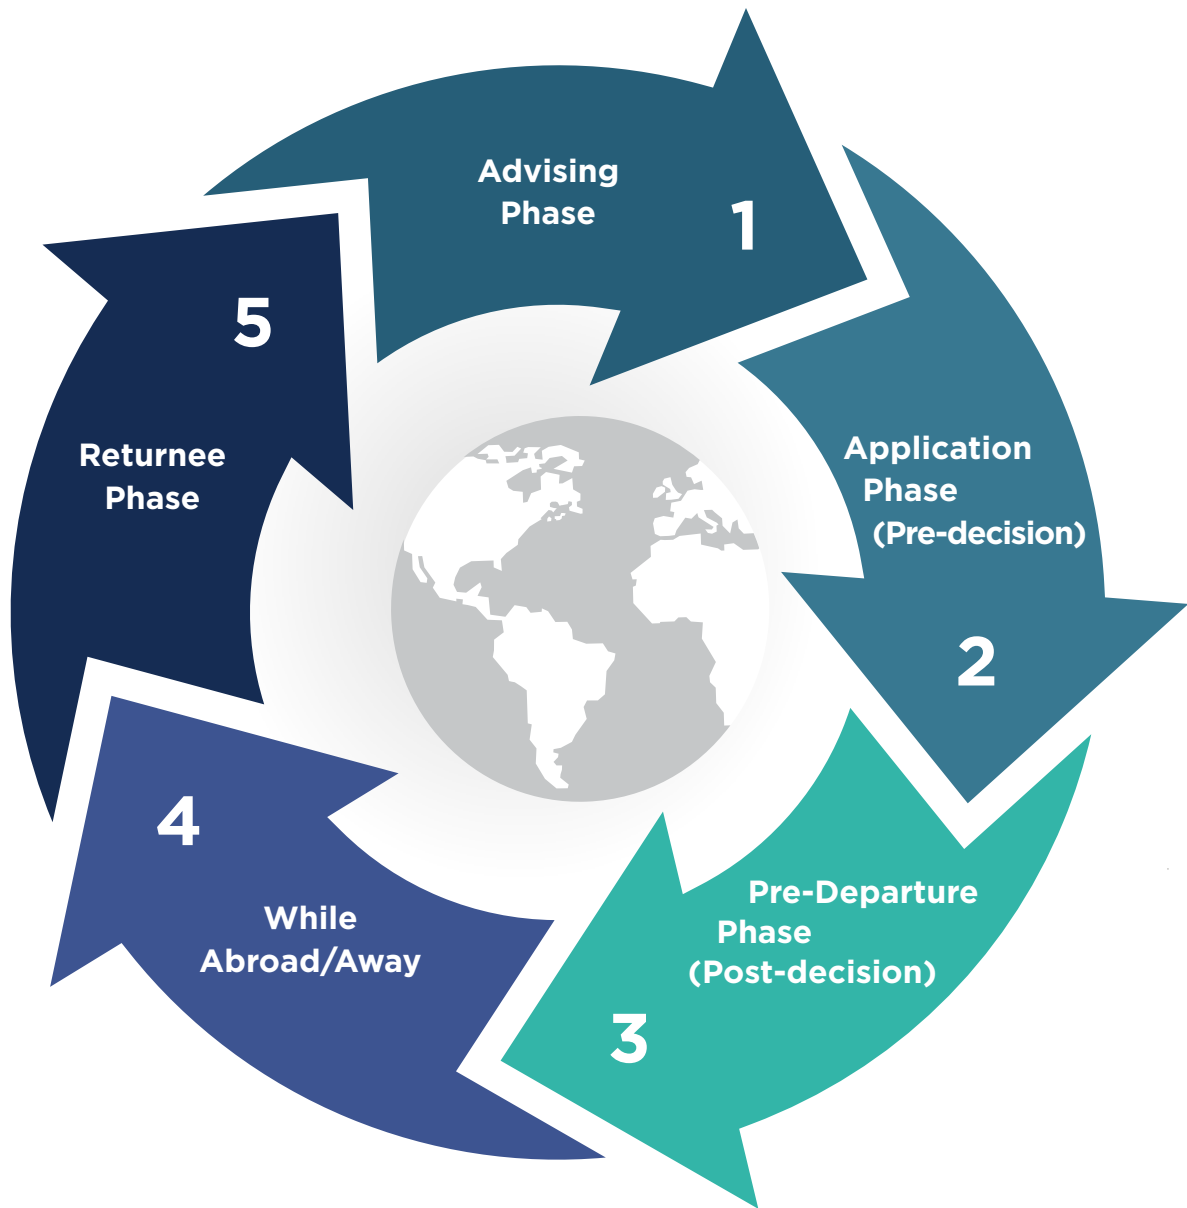 Advising
Phase
1
Application
Phase
(Pre-decision)
2
Pre-Departure
Phase
(Post-decision)
3
While
Abroad/Away
4
Returnee
Phase
5